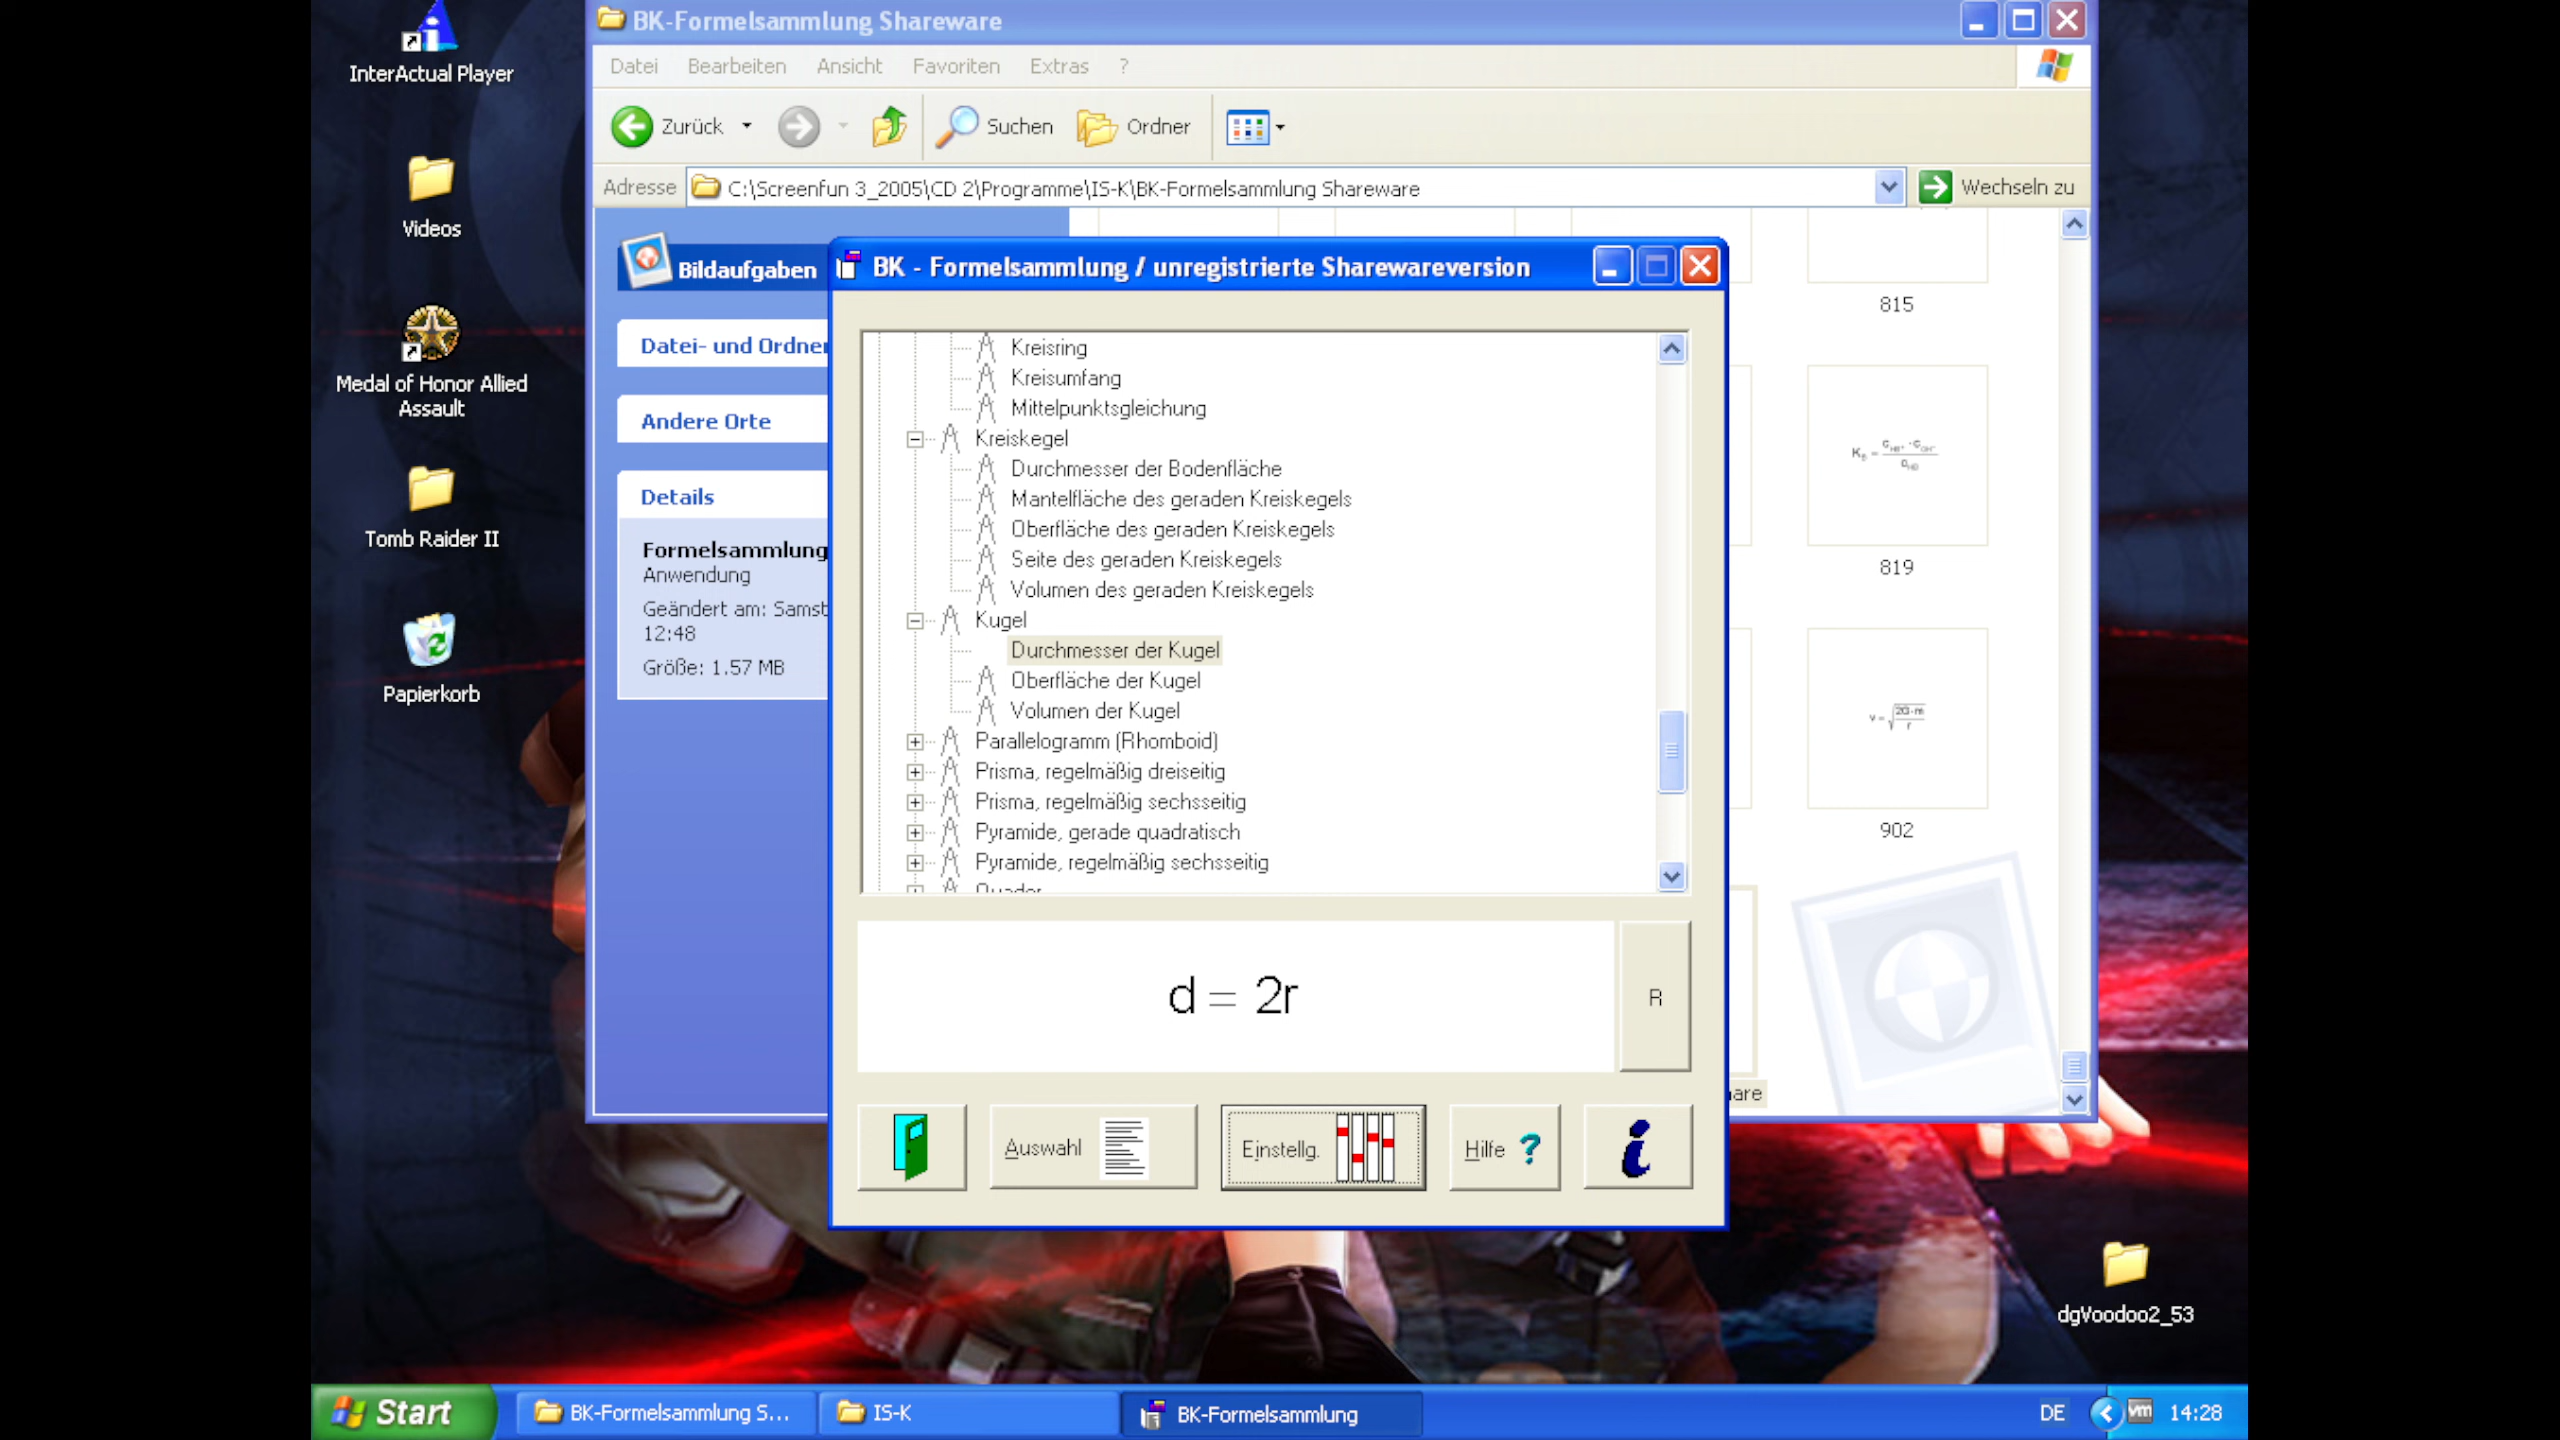 InterActual Player
Videos
Medal of Honor Allied
Assault
Tomb Raider II
Papierkorb
BK-Formelsammlung Shareware
Datei Bearbeiten Ansicht Favoriten Extras ?
Zurück Suchen Ordner
Adresse C:\Screenfun 3_2005\CD 2\Programme\IS-K\BK-Formelsammlung Shareware Wechseln zu
Bildaufgaben
Datei- und Ordner
Andere Orte
Details
Formelsammlung
Anwendung
Geändert am: Samst
12:48
Größe: 1.57 MB
BK - Formelsammlung / unregistrierte Sharewareversion
Kreisring
Kreisumfang
Mittelpunktsgleichung
Kreiskegel
Durchmesser der Bodenfläche
Mantelfläche des geraden Kreiskegels
Oberfläche des geraden Kreiskegels
Seite des geraden Kreiskegels
Volumen des geraden Kreiskegels
Kugel
Durchmesser der Kugel
Oberfläche der Kugel
Volumen der Kugel
Parallelogramm (Rhomboid)
Prisma, regelmäßig dreiseitig
Prisma, regelmäßig sechsseitig
Pyramide, gerade quadratisch
Pyramide, regelmäßig sechsseitig
Quader
d = 2r
R
Auswahl
Einstellg.
Hilfe ?
i
815
819
902
are
dgVoodoo2_53
Start
BK-Formelsammlung S...
IS-K
BK-Formelsammlung
DE
vm
14:28